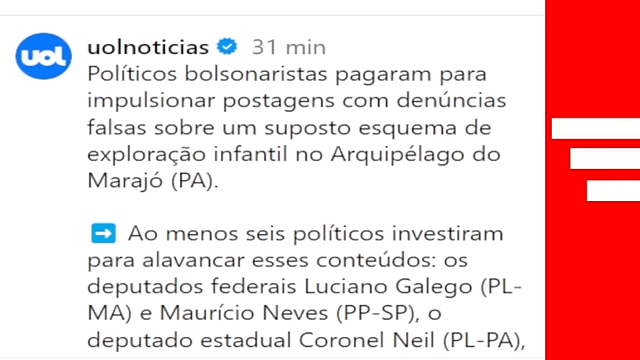 uol
uolnoticias 31 min
Políticos bolsonaristas pagaram para
impulsionar postagens com denúncias
falsas sobre um suposto esquema de
exploração infantil no Arquipélago do
Marajó (PA).
➡ Ao menos seis políticos investiram
para alavancar esses conteúdos: os
deputados federais Luciano Galego (PL-
MA) e Maurício Neves (PP-SP), o
deputado estadual Coronel Neil (PL-PA),